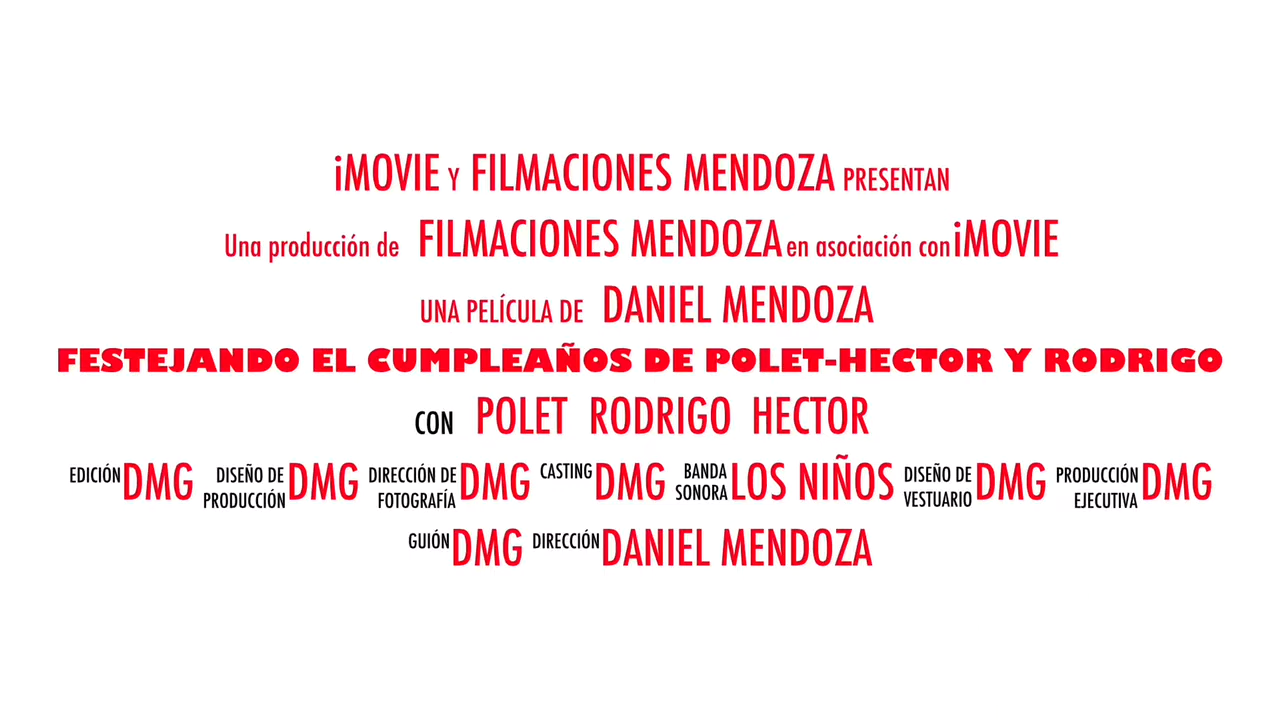 iMOVIE Y FILMACIONES MENDOZA PRESENTAN
Una producción de FILMACIONES MENDOZA en asociación con iMOVIE
UNA PELÍCULA DE DANIEL MENDOZA
FESTEJANDO EL CUMPLEAÑOS DE POLET-HECTOR Y RODRIGO
CON POLET RODRIGO HECTOR
EDICIÓN DMG DISEÑO DE PRODUCCIÓN DMG DIRECCIÓN DE FOTOGRAFÍA DMG CASTING DMG BANDA SONORA LOS NIÑOS DISEÑO DE VESTUARIO DMG PRODUCCIÓN EJECUTIVA DMG
GUIÓN DMG DIRECCIÓN DANIEL MENDOZA